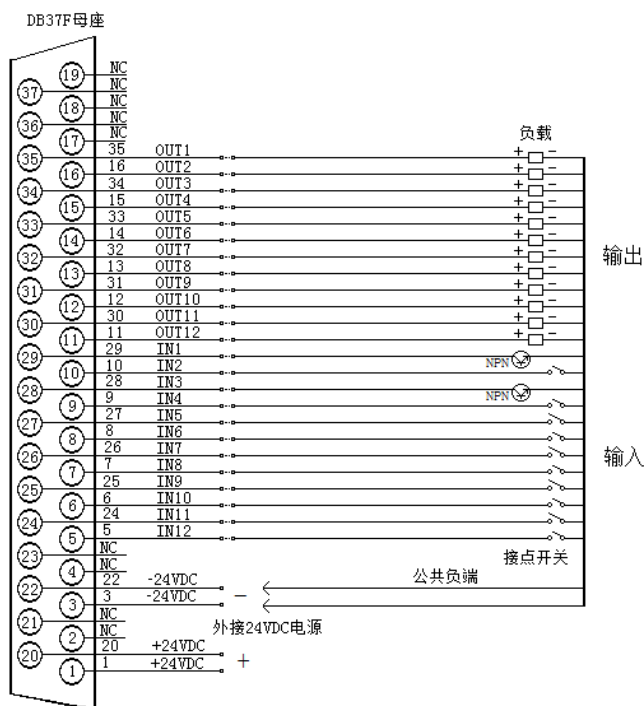 DB37F母座
19 NC
37 NC
18 NC
36 NC
17 NC
负载
35 35 OUT1 + -
16 16 OUT2 + -
34 34 OUT3 + -
15 15 OUT4 + -
33 33 OUT5 + -
14 14 OUT6 + -
32 32 OUT7 + -
输出
13 13 OUT8 + -
31 31 OUT9 + -
12 12 OUT10 + -
30 30 OUT11 + -
11 11 OUT12 + -
29 29 IN1 NPN
10 10 IN2
28 28 IN3 NPN
9 9 IN4
27 27 IN5
8 8 IN6
26 26 IN7
输入
7 7 IN8
25 25 IN9
6 6 IN10
24 24 IN11
5 5 IN12
23 NC
接点开关
4 NC
公共负端
22 22 -24VDC
3 3 -24VDC
-
21 NC
外接24VDC电源
2 NC
20 20 +24VDC
1 1 +24VDC
+